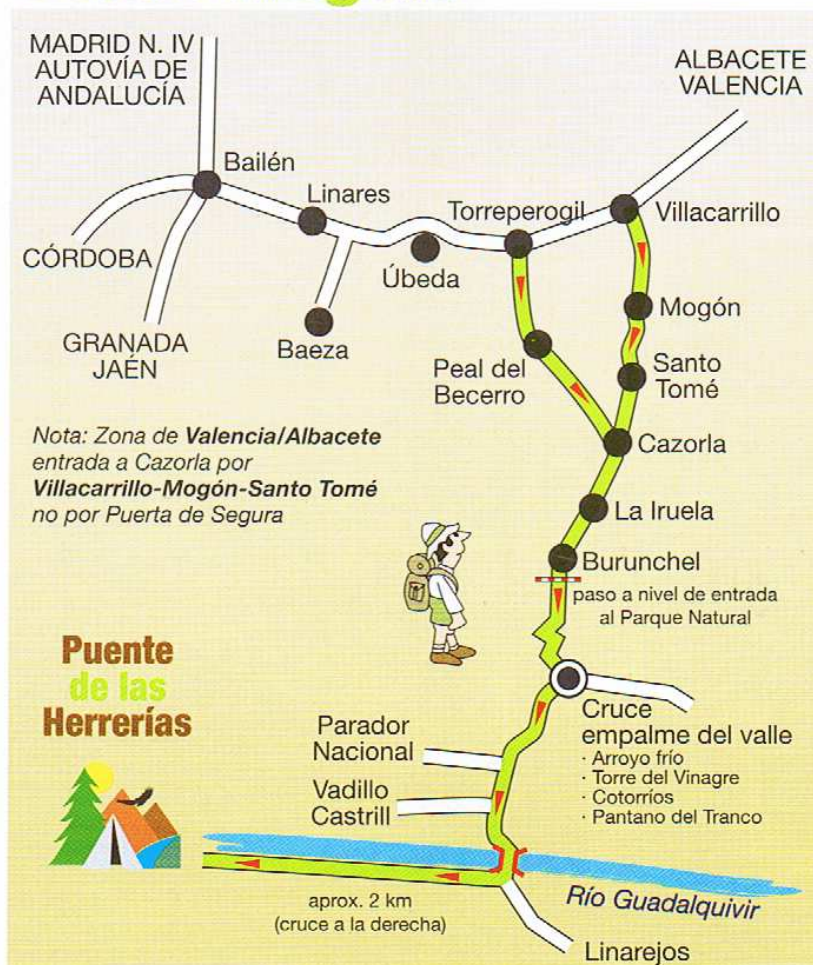 MADRID N. IV
AUTOVÍA DE
ANDALUCÍA
ALBACETE
VALENCIA
Bailén
Linares
Torreperogil
Villacarrillo
CÓRDOBA
Úbeda
GRANADA
JAÉN
Baeza
Mogón
Peal del
Becerro
Santo
Tomé
Nota: Zona de Valencia/Albacete
entrada a Cazorla por
Villacarrillo-Mogón-Santo Tomé
no por Puerta de Segura
Cazorla
La Iruela
Burunchel
paso a nivel de entrada
al Parque Natural
Puente
de las
Herrerías
Cruce
empalme del valle
· Arroyo frío
· Torre del Vinagre
· Cotorríos
· Pantano del Tranco
Parador
Nacional
Vadillo
Castrill
Río Guadalquivir
aprox. 2 km
(cruce a la derecha)
Linarejos